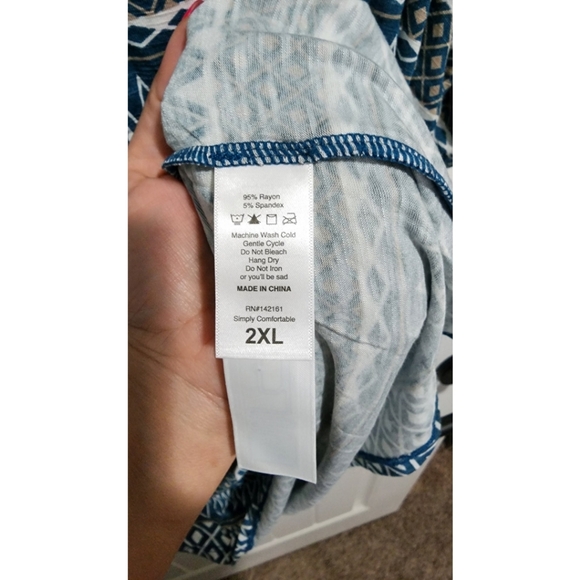 95% Rayon
5% Spandex
Machine Wash Cold
Gentle Cycle
Do Not Bleach
Hang Dry
Do Not Iron
or you'll be sad
MADE IN CHINA
RN#142161
Simply Comfortable
2XL